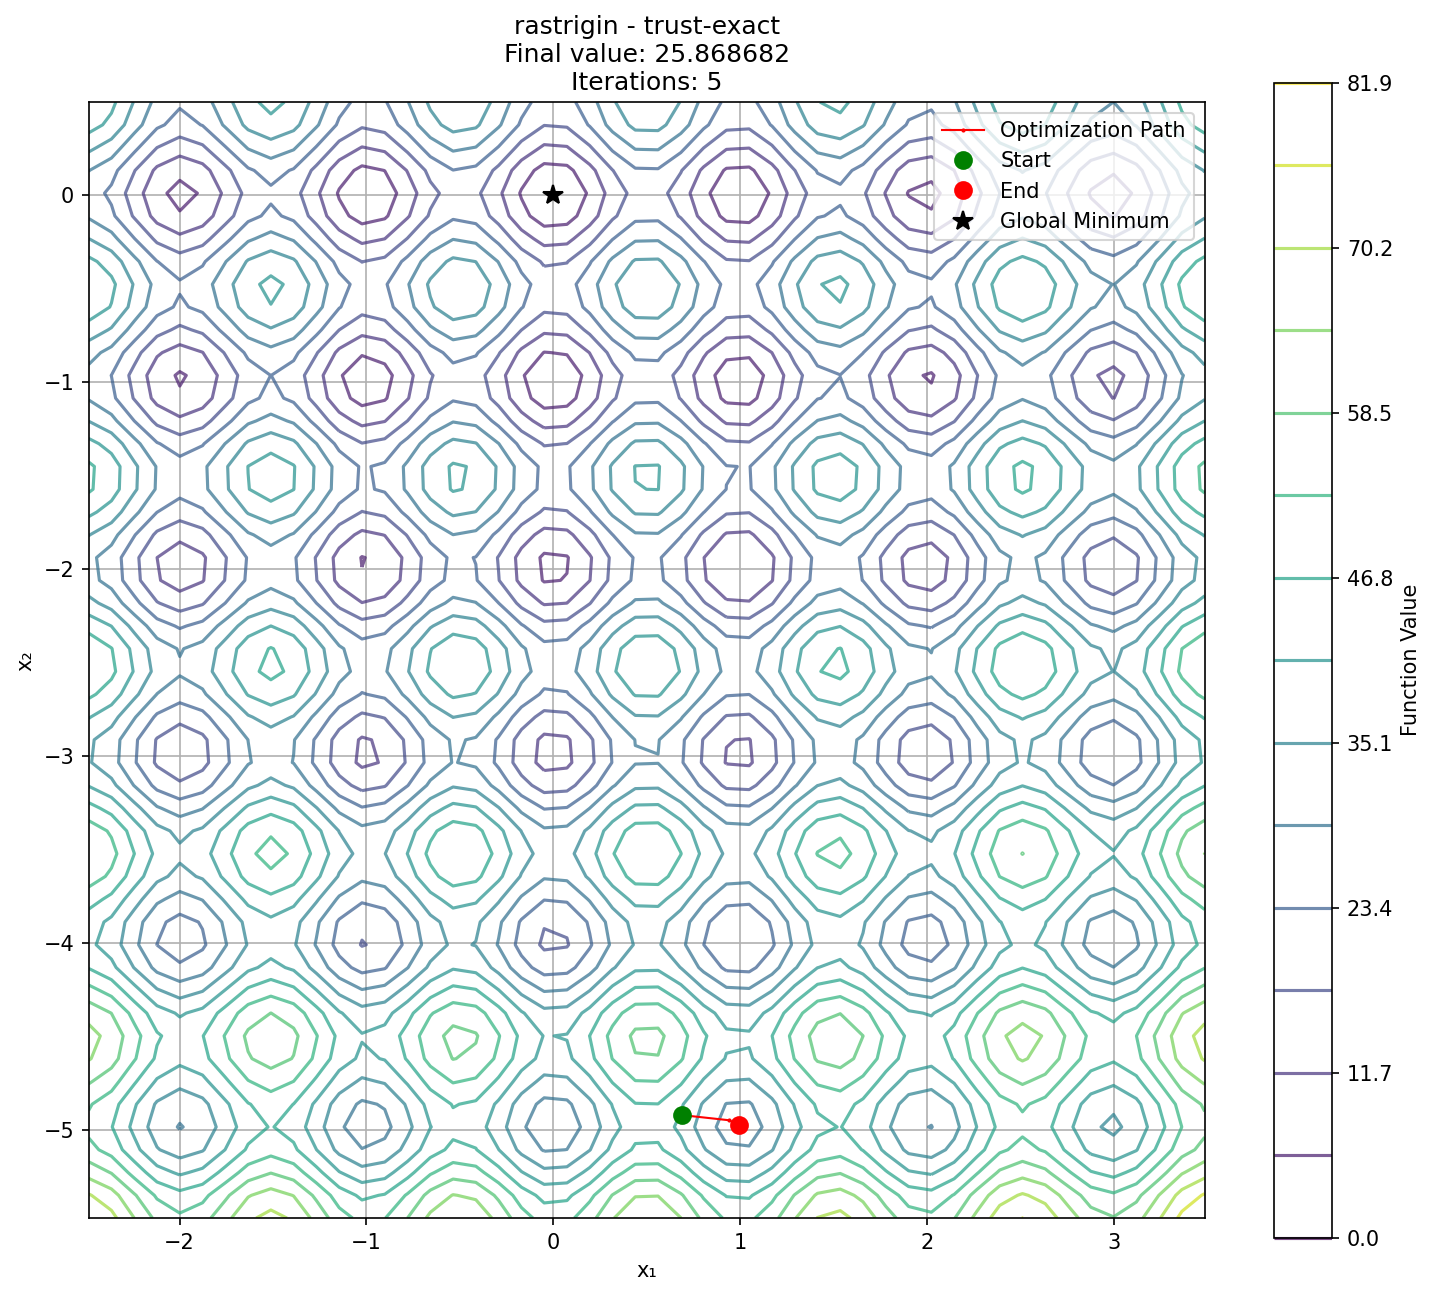 rastrigin - trust-exact
Final value: 25.868682
Iterations: 5
Optimization Path
Start
End
Global Minimum
0
−1
−2
−3
−4
−5
x₂
−2
−1
0
1
2
3
x₁
81.9
70.2
58.5
46.8
35.1
23.4
11.7
0.0
Function Value